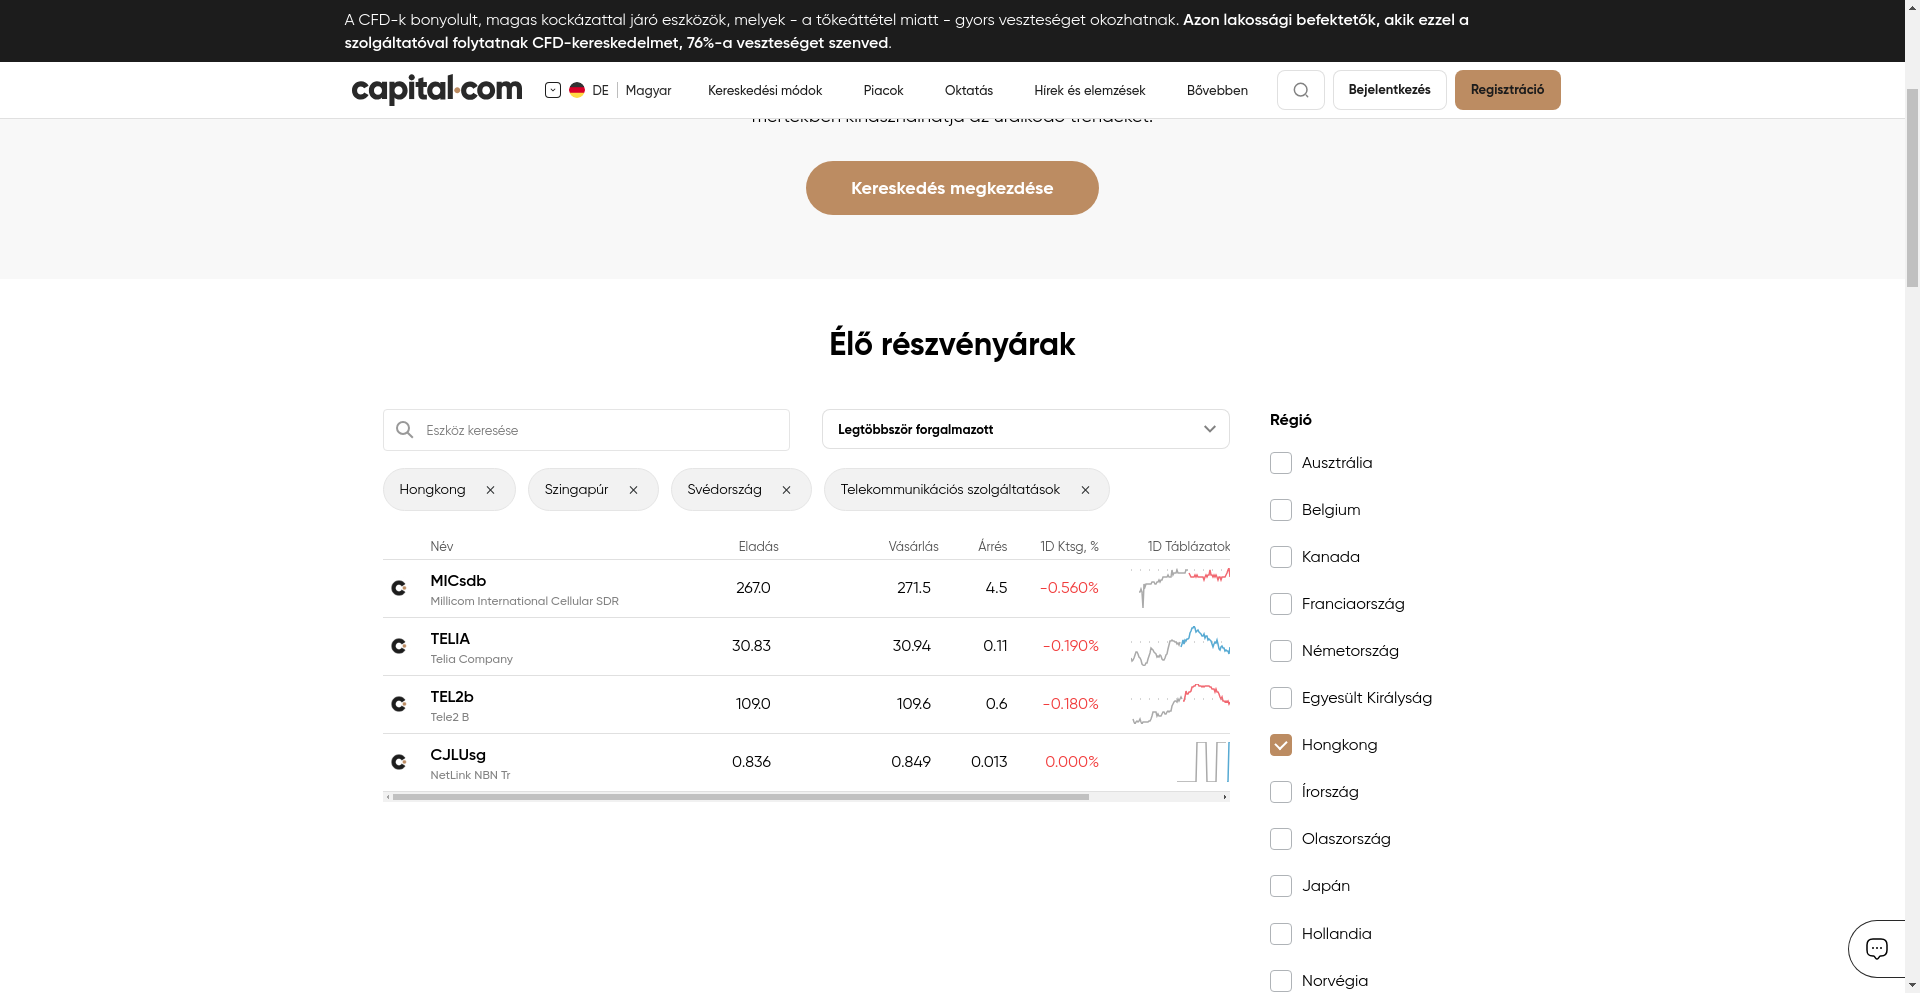 A CFD-k bonyolult, magas kockázattal járó eszközök, melyek - a tőkeáttétel miatt - gyors veszteséget okozhatnak. Azon lakossági befektetők, akik ezzel a
szolgáltatóval folytatnak CFD-kereskedelmet, 76%-a veszteséget szenved.
capital.com
DE
Magyar
Kereskedési módok
Piacok
Oktatás
Hírek és elemzések
Bővebben
Bejelentkezés
Regisztráció
mértékben kihasználhatja az uralkodó trendeket.
Kereskedés megkezdése
Élő részvényárak
Eszköz keresése
Legtöbbször forgalmazott
Hongkong
Szingapúr
Svédország
Telekommunikációs szolgáltatások
Név Eladás Vásárlás Árrés 1D Ktsg, % 1D Táblázatok
MICsdb 267.0 271.5 4.5 -0.560%
Millicom International Cellular SDR
TELIA 30.83 30.94 0.11 -0.190%
Telia Company
TEL2b 109.0 109.6 0.6 -0.180%
Tele2 B
CJLUsg 0.836 0.849 0.013 0.000%
NetLink NBN Tr
Régió
Ausztrália
Belgium
Kanada
Franciaország
Németország
Egyesült Királyság
Hongkong
Írország
Olaszország
Japán
Hollandia
Norvégia